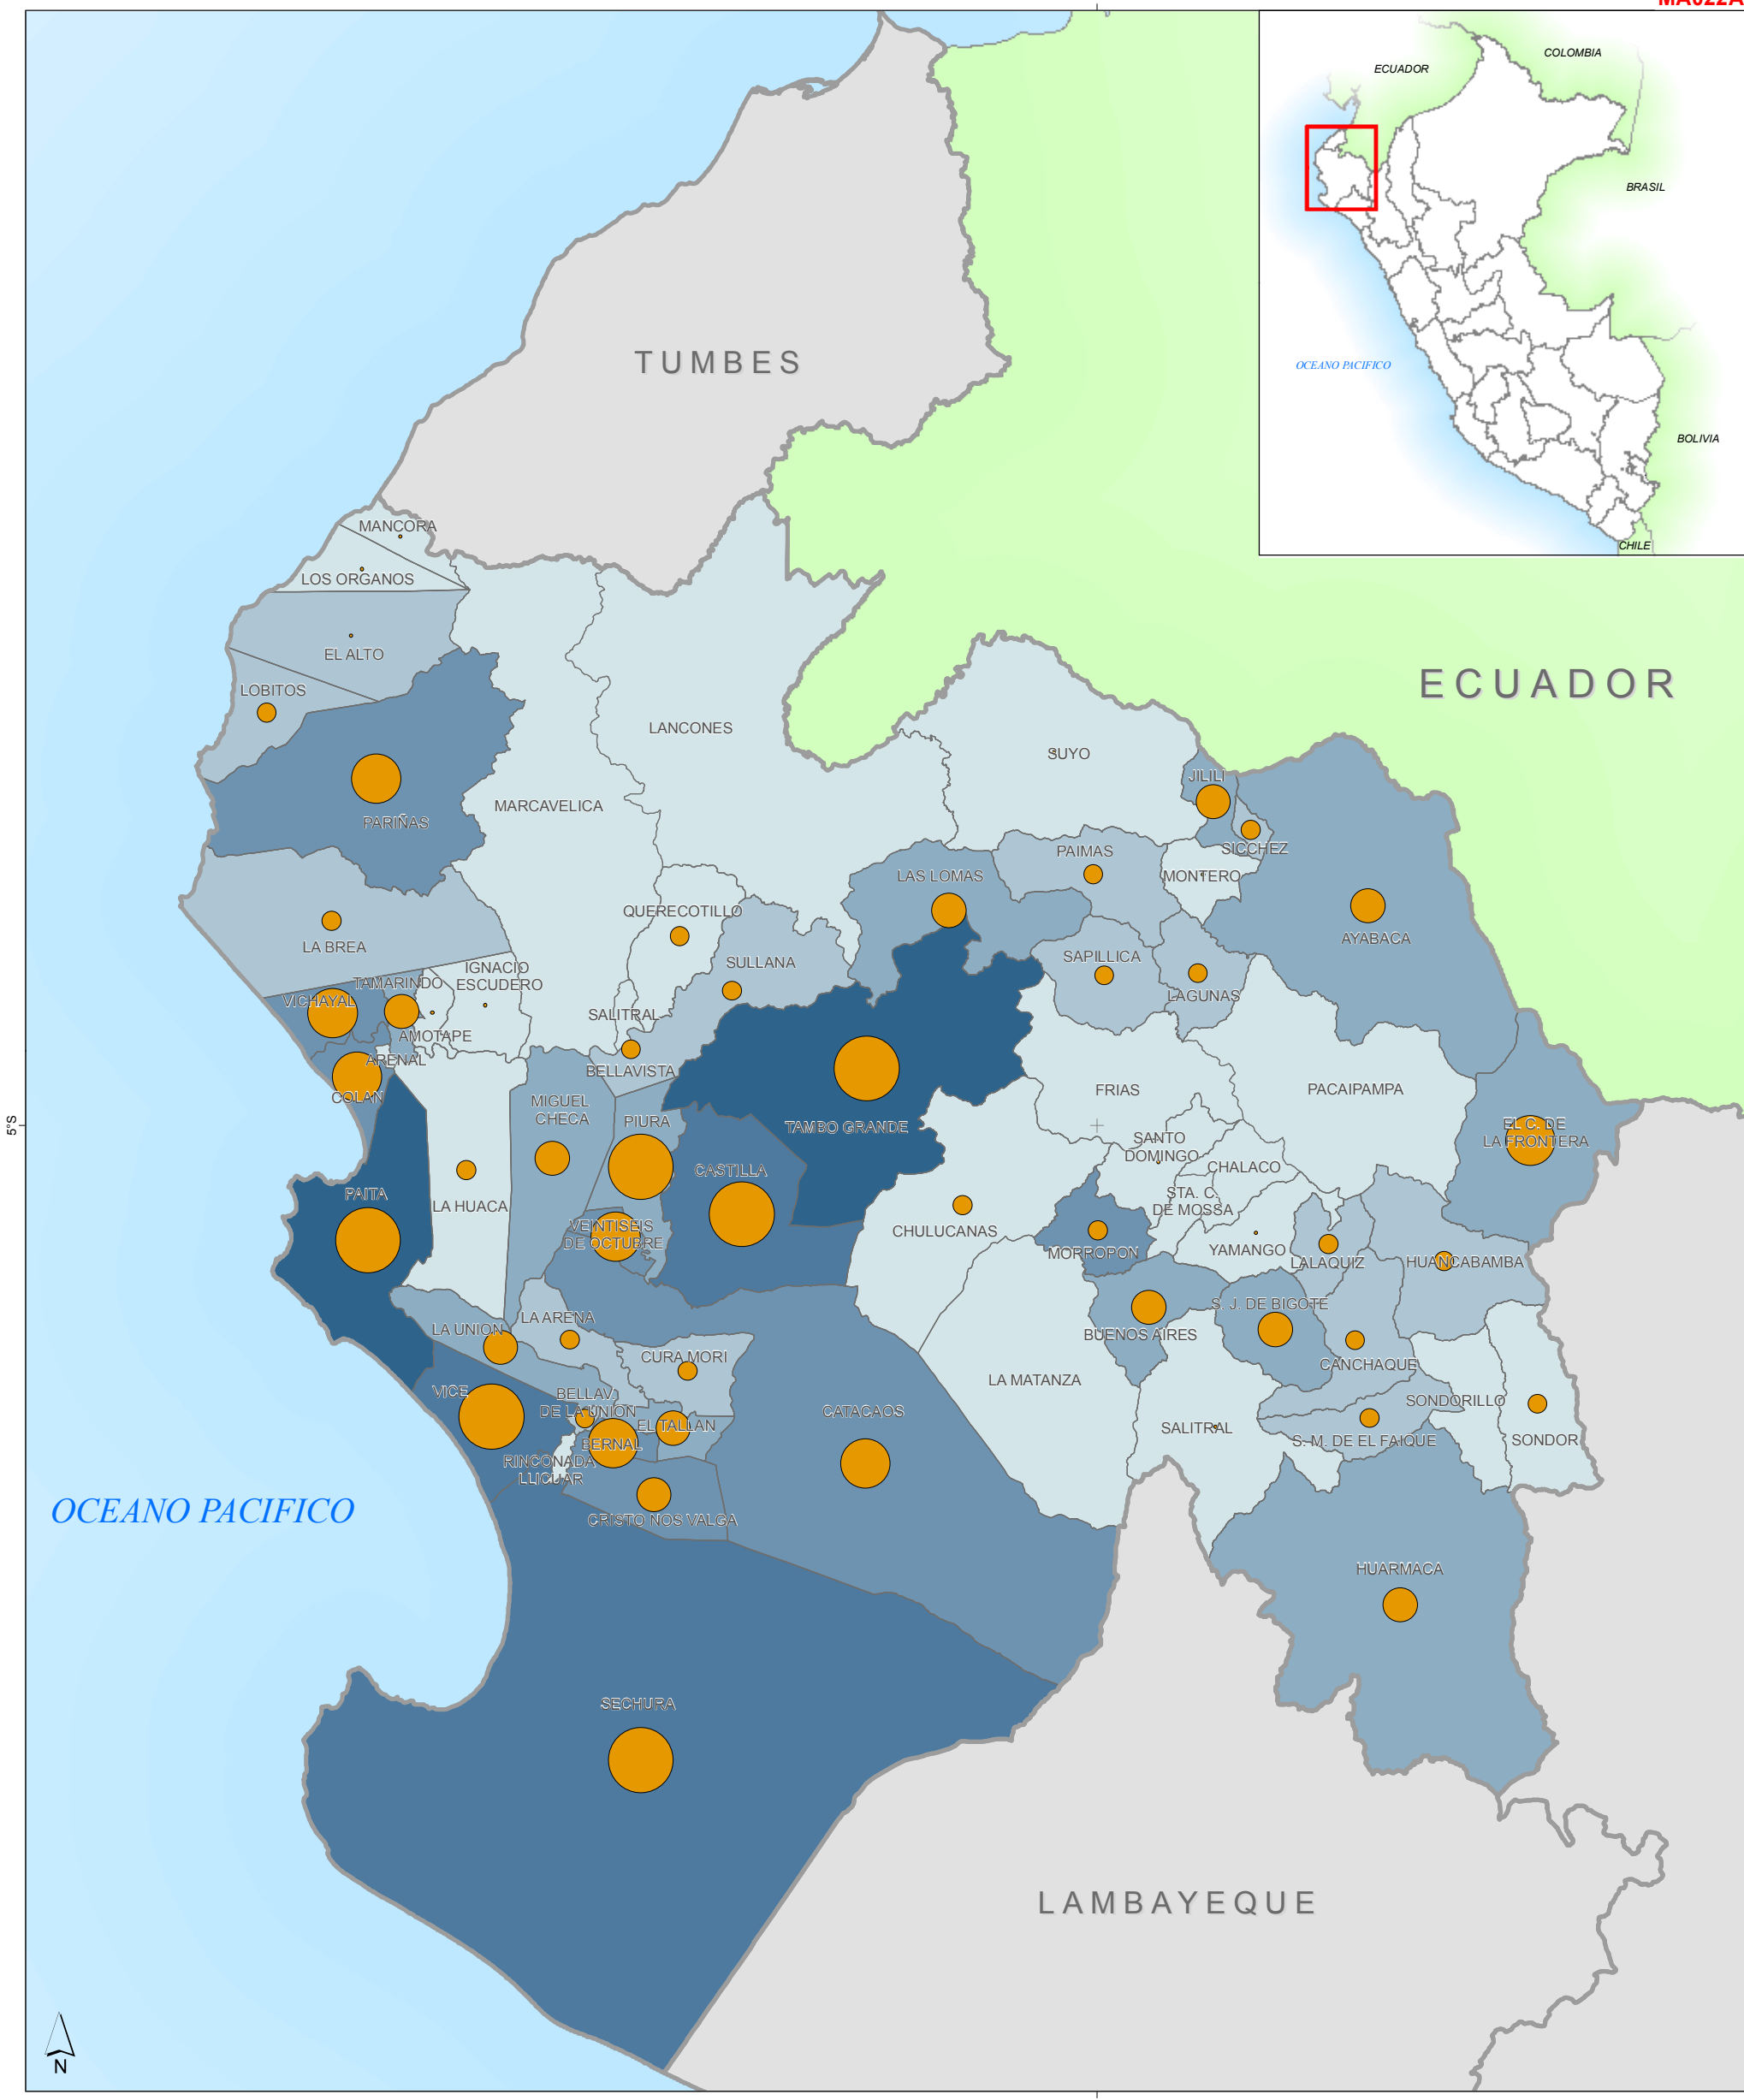 MA022A
COLOMBIA
ECUADOR
BRASIL
OCEANO PACIFICO
BOLIVIA
CHILE
TUMBES
MANCORA
LOS ORGANOS
EL ALTO
LOBITOS
ECUADOR
LANCONES
SUYO
JILILI
MARCAVELICA
PARIÑAS
SICCHEZ
PAIMAS
LAS LOMAS
MONTERO
QUERECOTILLO
AYABACA
LA BREA
SULLANA
SAPILLICA
IGNACIO
ESCUDERO
TAMARINDO
LAGUNAS
VICHAYAL
SALITRAL
AMOTAPE
ARENAL
BELLAVISTA
COLAN
FRIAS
PACAIPAMPA
MIGUEL
CHECA
PIURA
TAMBO GRANDE
5°S
EL C. DE
LA FRONTERA
SANTO
DOMINGO
CHALACO
CASTILLA
PAITA
LA HUACA
STA. C.
DE MOSSA
VEINTISEIS
DE OCTUBRE
CHULUCANAS
MORROPON
YAMANGO
LALAQUIZ
HUANCABAMBA
S. J. DE BIGOTE
LA ARENA
LA UNION
BUENOS AIRES
CURA MORI
CANCHAQUE
LA MATANZA
VICE
BELLAV.
DE LA UNION
SONDORILLO
CATACAOS
EL TALLAN
SALITRAL
BERNAL
S. M. DE EL FAIQUE
SONDOR
RINCONADA
LLICUAR
OCEANO PACIFICO
CRISTO NOS VALGA
HUARMACA
SECHURA
LAMBAYEQUE
N